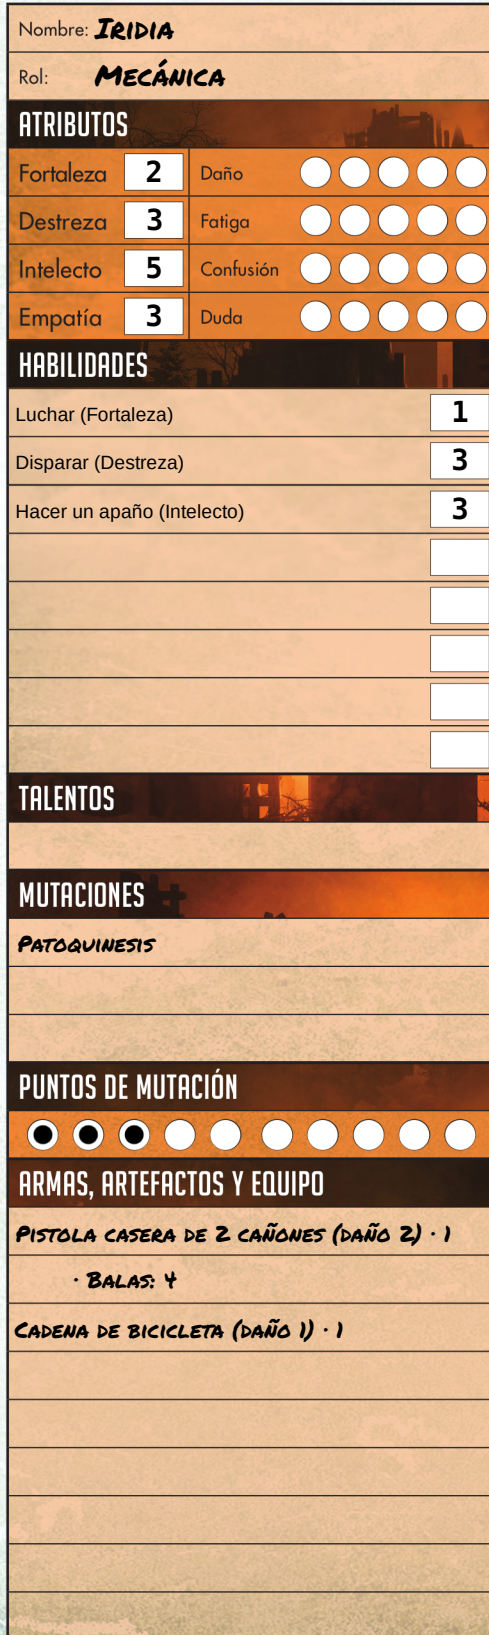 Nombre: Iridia
Rol: Mecánica
ATRIBUTOS
Fortaleza 2 Daño
Destreza 3 Fatiga
Intelecto 5 Confusión
Empatía 3 Duda
HABILIDADES
Luchar (Fortaleza) 1
Disparar (Destreza) 3
Hacer un apaño (Intelecto) 3
TALENTOS
MUTACIONES
Patoquinesis
PUNTOS DE MUTACIÓN
ARMAS, ARTEFACTOS Y EQUIPO
Pistola casera de 2 cañones (daño 2) · 1
· Balas: 4
Cadena de bicicleta (daño 1) · 1